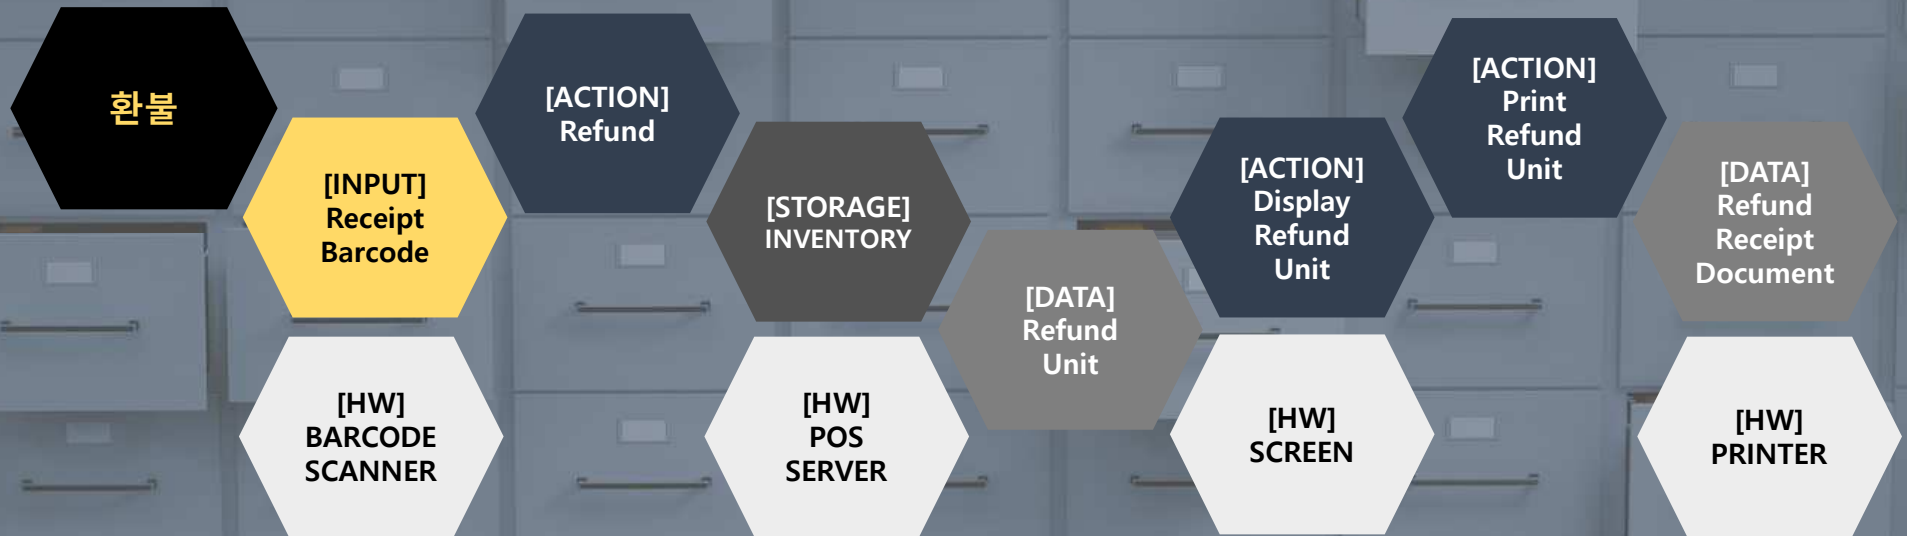 환불
[INPUT]
Receipt
Barcode
[HW]
BARCODE
SCANNER
[ACTION]
Refund
[STORAGE]
INVENTORY
[HW]
POS
SERVER
[DATA]
Refund
Unit
[ACTION]
Display
Refund
Unit
[HW]
SCREEN
[ACTION]
Print
Refund
Unit
[DATA]
Refund
Receipt
Document
[HW]
PRINTER